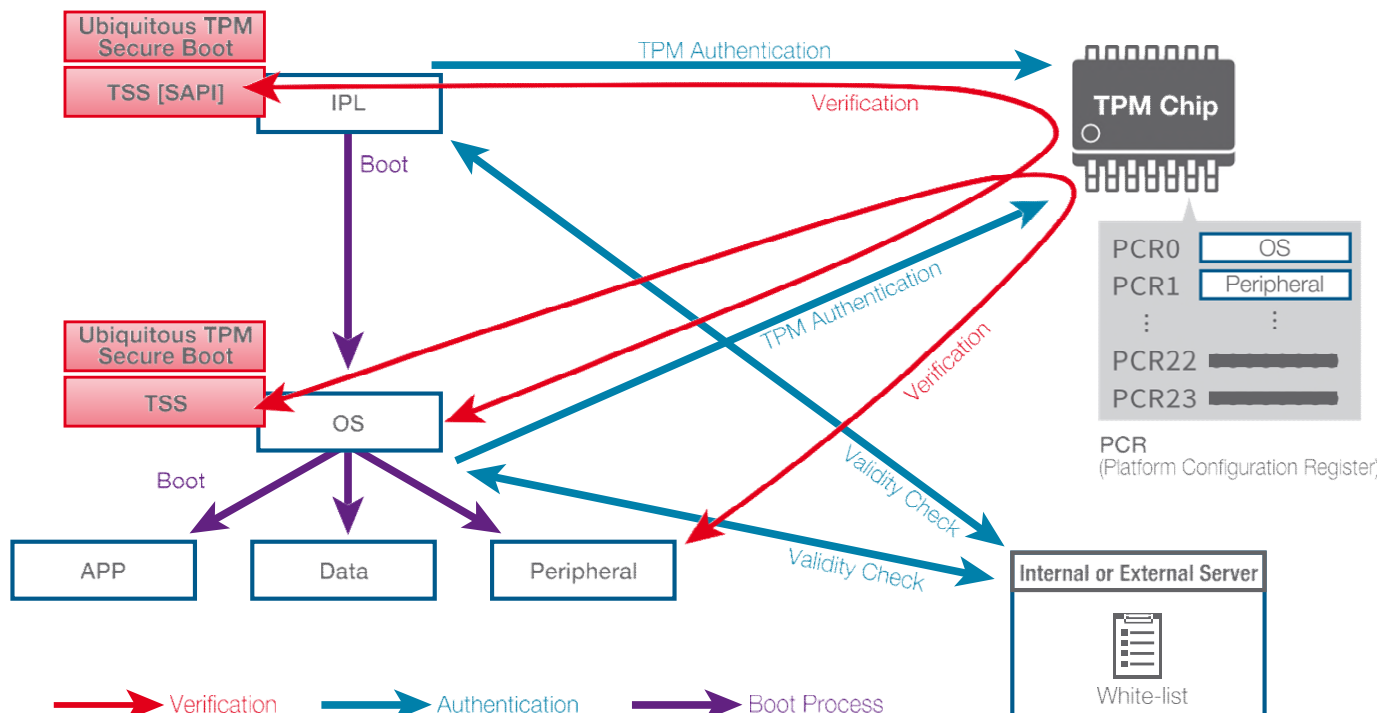 Ubiquitous TPM
Secure Boot
TSS [SAPI]
IPL
TPM Authentication
Verification
TPM Chip
Boot
PCR0
OS
PCR1
Peripheral
⋮
⋮
PCR22
PCR23
PCR
(Platform Configuration Register)
TPM Authentication
Verification
Ubiquitous TPM
Secure Boot
TSS
OS
Boot
Validity Check
Validity Check
APP
Data
Peripheral
Internal or External Server
White-list
Verification
Authentication
Boot Process